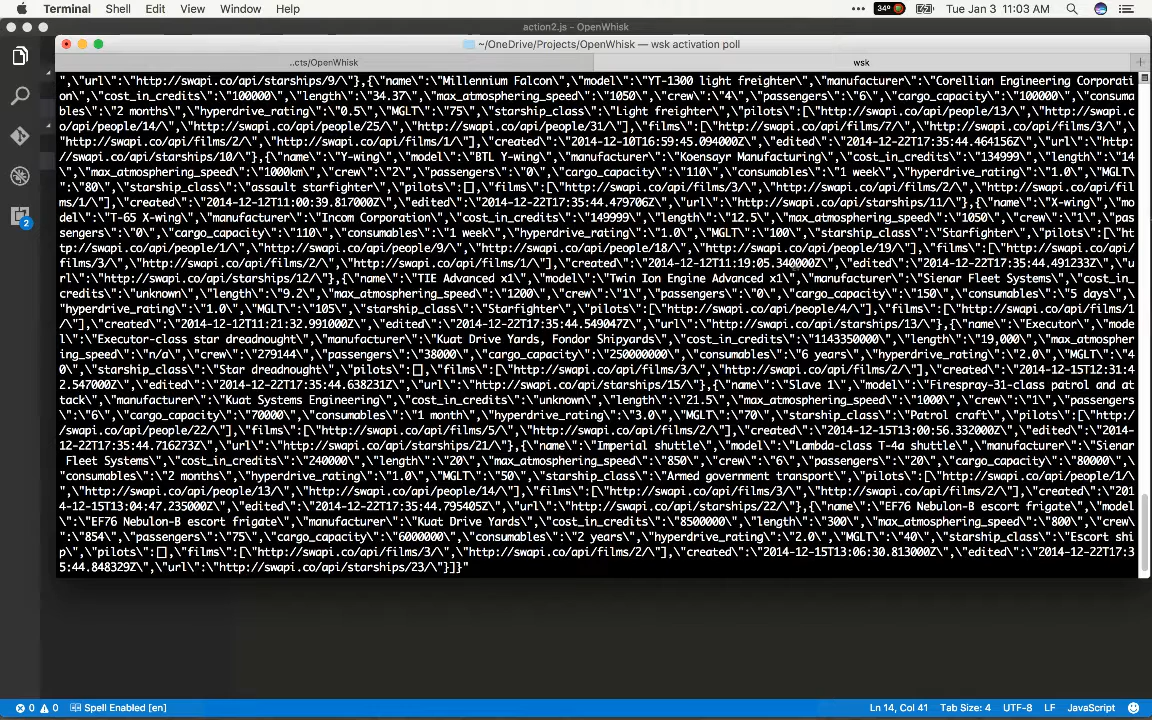 Terminal Shell Edit View Window Help ••• 34° Tue Jan 3 11:03 AM
action2.js — OpenWhisk
~/OneDrive/Projects/OpenWhisk — wsk activation poll
..cts/OpenWhisk wsk +
",\"url\":\"http://swapi.co/api/starships/9/\"},{\"name\":\"Millennium Falcon\",\"model\":\"YT-1300 light freighter\",\"manufacturer\":\"Corellian Engineering Corporati
on\",\"cost_in_credits\":\"100000\",\"length\":\"34.37\",\"max_atmosphering_speed\":\"1050\",\"crew\":\"4\",\"passengers\":\"6\",\"cargo_capacity\":\"100000\",\"consuma
bles\":\"2 months\",\"hyperdrive_rating\":\"0.5\",\"MGLT\":\"75\",\"starship_class\":\"Light freighter\",\"pilots\":[\"http://swapi.co/api/people/13/\",\"http://swapi.c
o/api/people/14/\",\"http://swapi.co/api/people/25/\",\"http://swapi.co/api/people/31/\"],\"films\":[\"http://swapi.co/api/films/7/\",\"http://swapi.co/api/films/3/\",
\"http://swapi.co/api/films/2/\",\"http://swapi.co/api/films/1/\"],\"created\":\"2014-12-10T16:59:45.094000Z\",\"edited\":\"2014-12-22T17:35:44.464156Z\",\"url\":\"http:
//swapi.co/api/starships/10/\"},{\"name\":\"Y-wing\",\"model\":\"BTL Y-wing\",\"manufacturer\":\"Koensayr Manufacturing\",\"cost_in_credits\":\"134999\",\"length\":\"14
\",\"max_atmosphering_speed\":\"1000km\",\"crew\":\"2\",\"passengers\":\"0\",\"cargo_capacity\":\"110\",\"consumables\":\"1 week\",\"hyperdrive_rating\":\"1.0\",\"MGLT\
":\"80\",\"starship_class\":\"assault starfighter\",\"pilots\":[],\"films\":[\"http://swapi.co/api/films/3/\",\"http://swapi.co/api/films/2/\",\"http://swapi.co/api/fil
ms/1/\"],\"created\":\"2014-12-12T11:00:39.817000Z\",\"edited\":\"2014-12-22T17:35:44.479706Z\",\"url\":\"http://swapi.co/api/starships/11/\"},{\"name\":\"X-wing\",\"mo
del\":\"T-65 X-wing\",\"manufacturer\":\"Incom Corporation\",\"cost_in_credits\":\"149999\",\"length\":\"12.5\",\"max_atmosphering_speed\":\"1050\",\"crew\":\"1\",\"pas
sengers\":\"0\",\"cargo_capacity\":\"110\",\"consumables\":\"1 week\",\"hyperdrive_rating\":\"1.0\",\"MGLT\":\"100\",\"starship_class\":\"Starfighter\",\"pilots\":[\"ht
tp://swapi.co/api/people/1/\",\"http://swapi.co/api/people/9/\",\"http://swapi.co/api/people/18/\",\"http://swapi.co/api/people/19/\"],\"films\":[\"http://swapi.co/api/
films/3/\",\"http://swapi.co/api/films/2/\",\"http://swapi.co/api/films/1/\"],\"created\":\"2014-12-12T11:19:05.340000Z\",\"edited\":\"2014-12-22T17:35:44.491233Z\",\"u
rl\":\"http://swapi.co/api/starships/12/\"},{\"name\":\"TIE Advanced x1\",\"model\":\"Twin Ion Engine Advanced x1\",\"manufacturer\":\"Sienar Fleet Systems\",\"cost_in_
credits\":\"unknown\",\"length\":\"9.2\",\"max_atmosphering_speed\":\"1200\",\"crew\":\"1\",\"passengers\":\"0\",\"cargo_capacity\":\"150\",\"consumables\":\"5 days\",\
"hyperdrive_rating\":\"1.0\",\"MGLT\":\"105\",\"starship_class\":\"Starfighter\",\"pilots\":[\"http://swapi.co/api/people/4/\"],\"films\":[\"http://swapi.co/api/films/1
/\"],\"created\":\"2014-12-12T11:21:32.991000Z\",\"edited\":\"2014-12-22T17:35:44.549047Z\",\"url\":\"http://swapi.co/api/starships/13/\"},{\"name\":\"Executor\",\"mode
l\":\"Executor-class star dreadnought\",\"manufacturer\":\"Kuat Drive Yards, Fondor Shipyards\",\"cost_in_credits\":\"1143350000\",\"length\":\"19,000\",\"max_atmospher
ing_speed\":\"n/a\",\"crew\":\"279144\",\"passengers\":\"38000\",\"cargo_capacity\":\"250000000\",\"consumables\":\"6 years\",\"hyperdrive_rating\":\"2.0\",\"MGLT\":\"4
0\",\"starship_class\":\"Star dreadnought\",\"pilots\":[],\"films\":[\"http://swapi.co/api/films/3/\",\"http://swapi.co/api/films/2/\"],\"created\":\"2014-12-15T12:31:4
2.547000Z\",\"edited\":\"2014-12-22T17:35:44.638231Z\",\"url\":\"http://swapi.co/api/starships/15/\"},{\"name\":\"Slave 1\",\"model\":\"Firespray-31-class patrol and at
tack\",\"manufacturer\":\"Kuat Systems Engineering\",\"cost_in_credits\":\"unknown\",\"length\":\"21.5\",\"max_atmosphering_speed\":\"1000\",\"crew\":\"1\",\"passengers
\":\"6\",\"cargo_capacity\":\"70000\",\"consumables\":\"1 month\",\"hyperdrive_rating\":\"3.0\",\"MGLT\":\"70\",\"starship_class\":\"Patrol craft\",\"pilots\":[\"http:/
/swapi.co/api/people/22/\"],\"films\":[\"http://swapi.co/api/films/5/\",\"http://swapi.co/api/films/2/\"],\"created\":\"2014-12-15T13:00:56.332000Z\",\"edited\":\"2014-
12-22T17:35:44.716273Z\",\"url\":\"http://swapi.co/api/starships/21/\"},{\"name\":\"Imperial shuttle\",\"model\":\"Lambda-class T-4a shuttle\",\"manufacturer\":\"Sienar
Fleet Systems\",\"cost_in_credits\":\"240000\",\"length\":\"20\",\"max_atmosphering_speed\":\"850\",\"crew\":\"6\",\"passengers\":\"20\",\"cargo_capacity\":\"80000\",\
"consumables\":\"2 months\",\"hyperdrive_rating\":\"1.0\",\"MGLT\":\"50\",\"starship_class\":\"Armed government transport\",\"pilots\":[\"http://swapi.co/api/people/1/\
",\"http://swapi.co/api/people/13/\",\"http://swapi.co/api/people/14/\"],\"films\":[\"http://swapi.co/api/films/3/\",\"http://swapi.co/api/films/2/\"],\"created\":\"201
4-12-15T13:04:47.235000Z\",\"edited\":\"2014-12-22T17:35:44.795405Z\",\"url\":\"http://swapi.co/api/starships/22/\"},{\"name\":\"EF76 Nebulon-B escort frigate\",\"model
\":\"EF76 Nebulon-B escort frigate\",\"manufacturer\":\"Kuat Drive Yards\",\"cost_in_credits\":\"8500000\",\"length\":\"300\",\"max_atmosphering_speed\":\"800\",\"crew\
":\"854\",\"passengers\":\"75\",\"cargo_capacity\":\"6000000\",\"consumables\":\"2 years\",\"hyperdrive_rating\":\"2.0\",\"MGLT\":\"40\",\"starship_class\":\"Escort shi
p\",\"pilots\":[],\"films\":[\"http://swapi.co/api/films/3/\",\"http://swapi.co/api/films/2/\"],\"created\":\"2014-12-15T13:06:30.813000Z\",\"edited\":\"2014-12-22T17:3
5:44.848329Z\",\"url\":\"http://swapi.co/api/starships/23/\"}]}"
2
0 0 Spell Enabled [en] Ln 14, Col 41 Tab Size: 4 UTF-8 LF JavaScript